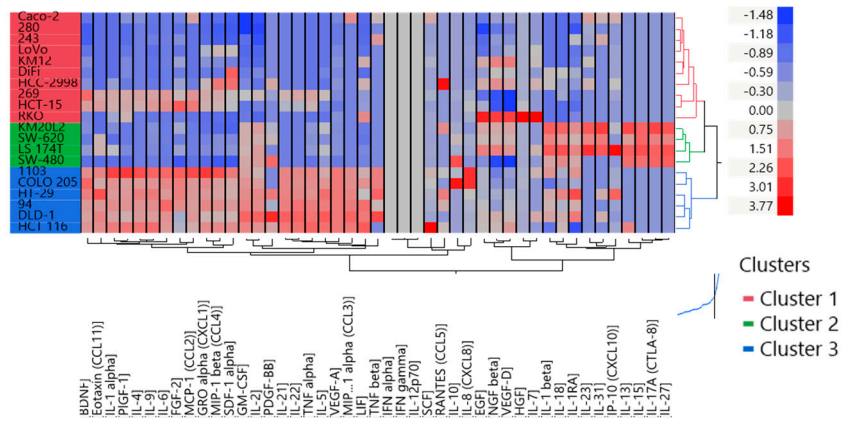 Caco-2
280
243
LoVo
KM12
DiFi
HCC-2998
269
HCT-15
RKO
KM20L2
SW-620
LS 174T
SW-480
1103
COLO 205
HT-29
94
DLD-1
HCT 116
-1.48
-1.18
-0.89
-0.59
-0.30
0.00
0.75
1.51
2.26
3.01
3.77
Clusters
Cluster 1
Cluster 2
Cluster 3
BDNF]
Eotaxin (CCL11)]
IL-1 alpha]
PlGF-1]
IL-4]
IL-9]
IL-6]
FGF-2]
MCP-1 (CCL2)]
GRO alpha (CXCL1)]
MIP-1 beta (CCL4)]
SDF-1 alpha]
GM-CSF]
IL-2]
PDGF-BB]
IL-21]
IL-22]
TNF alpha]
IL-5]
VEGF-A]
MIP...1 alpha (CCL3)]
LIF]
TNF beta]
IFN alpha]
IFN gamma]
IL-12p70]
SCF]
RANTES (CCL5)]
IL-10]
IL-8 (CXCL8)]
EGF]
NGF beta]
VEGF-D]
HGF]
IL-7]
IL-1 beta]
IL-18]
IL-1RA]
IL-23]
IL-31]
IP-10 (CXCL10)]
IL-13]
IL-15]
IL-17A (CTLA-8)]
IL-27]